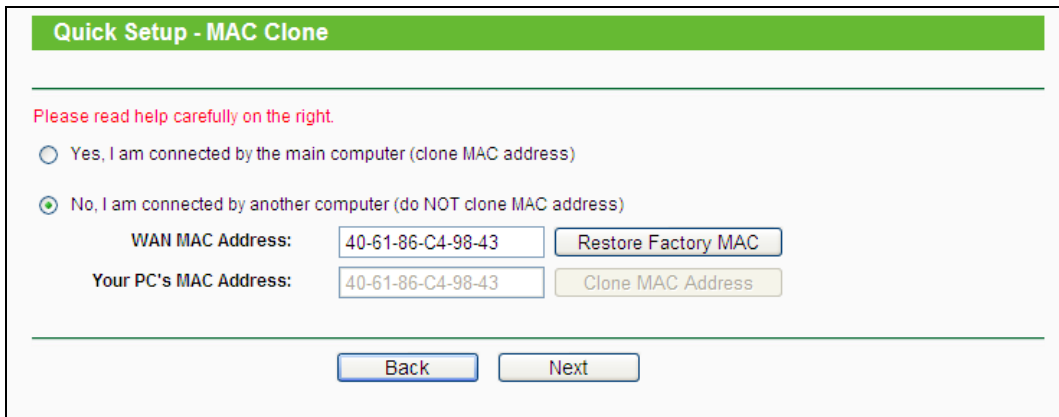 Quick Setup - MAC Clone
Please read help carefully on the right.
Yes, I am connected by the main computer (clone MAC address)
No, I am connected by another computer (do NOT clone MAC address)
WAN MAC Address: 40-61-86-C4-98-43 Restore Factory MAC
Your PC's MAC Address: 40-61-86-C4-98-43 Clone MAC Address
Back Next